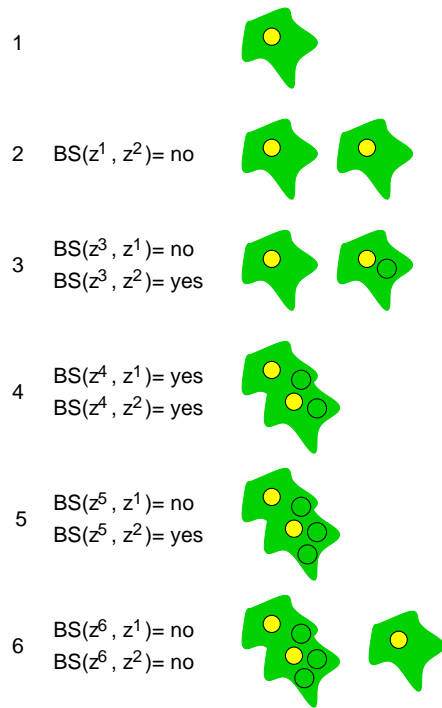 1
2 BS(z¹ , z²)= no
BS(z³ , z¹)= no
3
BS(z³ , z²)= yes
BS(z⁴ , z¹)= yes
4
BS(z⁴ , z²)= yes
BS(z⁵ , z¹)= no
5
BS(z⁵ , z²)= yes
BS(z⁶ , z¹)= no
6
BS(z⁶ , z²)= no